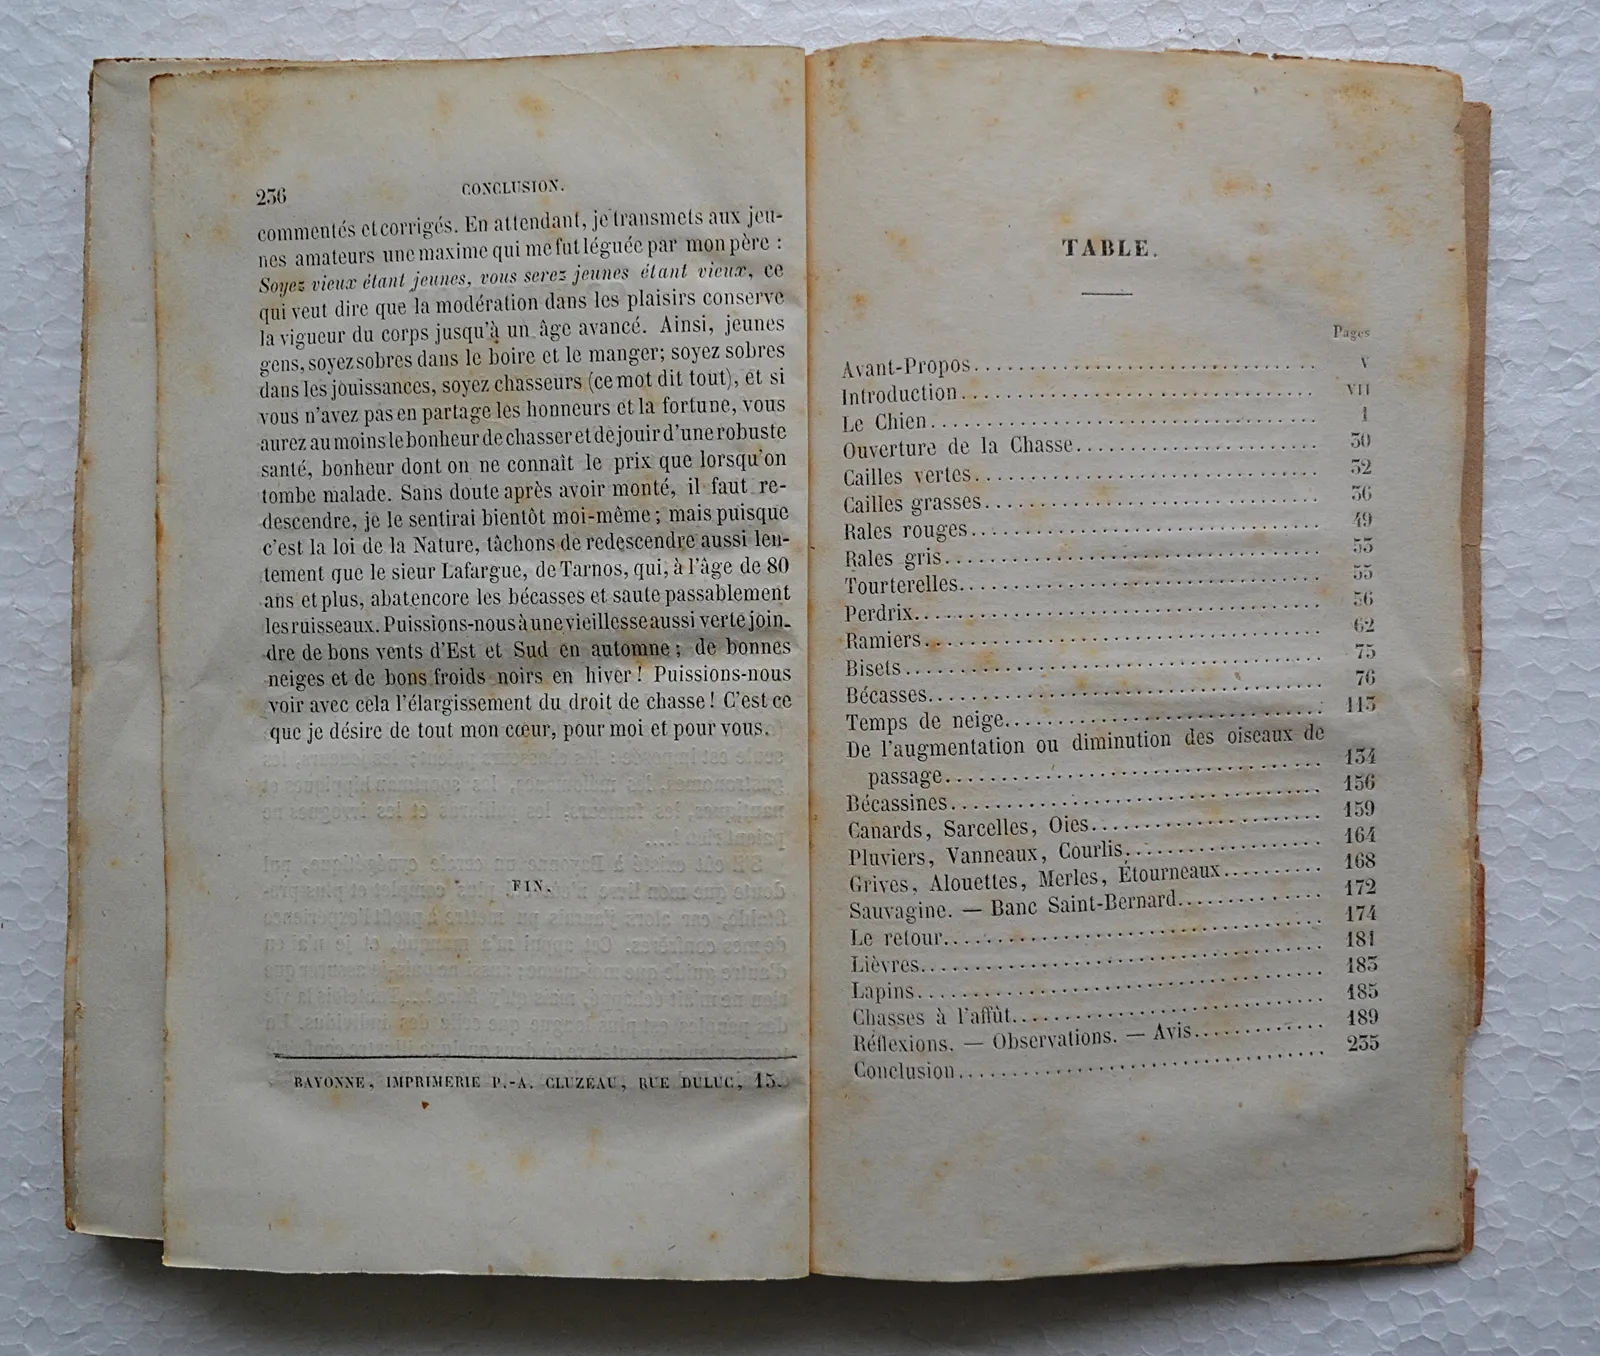 236
CONCLUSION.
commentés et corrigés. En attendant, je transmets aux jeu-
nes amateurs une maxime qui me fut léguée par mon père :
Soyez vieux étant jeunes, vous serez jeunes étant vieux, ce
qui veut dire que la modération dans les plaisirs conserve
la vigueur du corps jusqu'à un âge avancé. Ainsi, jeunes
gens, soyez sobres dans le boire et le manger; soyez sobres
dans les jouissances, soyez chasseurs (ce mot dit tout), et si
vous n'avez pas en partage les honneurs et la fortune, vous
aurez au moins le bonheur de chasser et de jouir d'une robuste
santé, bonheur dont on ne connaît le prix que lorsqu'on
tombe malade. Sans doute après avoir monté, il faut re-
descendre, je le sentirai bientôt moi-même ; mais puisque
c'est la loi de la Nature, tâchons de redescendre aussi len-
tement que le sieur Lafargue, de Tarnos, qui, à l'âge de 80
ans et plus, abat encore les bécasses et saute passablement
les ruisseaux. Puissions-nous à une vieillesse aussi verte join-
dre de bons vents d'Est et Sud en automne ; de bonnes
neiges et de bons froids noirs en hiver ! Puissions-nous
voir avec cela l'élargissement du droit de chasse ! C'est ce
que je désire de tout mon cœur, pour moi et pour vous.
FIN.
BAYONNE, IMPRIMERIE P.-A. CLUZEAU, RUE DULUC, 15.
TABLE.
Pages
Avant-Propos V
Introduction VII
Le Chien 1
Ouverture de la Chasse 30
Cailles vertes 32
Cailles grasses 36
Rales rouges 49
Rales gris 53
Tourterelles 55
Perdrix 56
Ramiers 62
Bisets 75
Bécasses 76
Temps de neige 113
De l'augmentation ou diminution des oiseaux de
passage 134
Bécassines 156
Canards, Sarcelles, Oies 159
Pluviers, Vanneaux, Courlis 164
Grives, Alouettes, Merles, Étourneaux 168
Sauvagine. — Banc Saint-Bernard 172
Le retour 174
Lièvres 181
Lapins 183
Chasses à l'affût 185
Réflexions. — Observations. — Avis 189
Conclusion 235